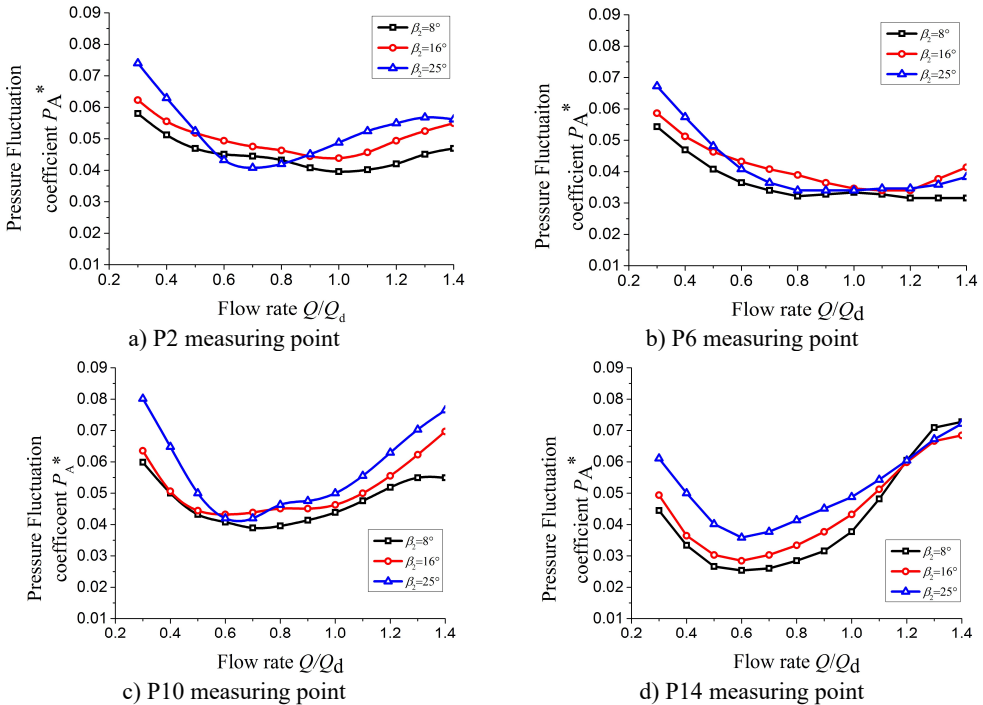 0.09
0.08
0.07
0.06
0.05
0.04
0.03
0.02
0.01
0.2 0.4 0.6 0.8 1.0 1.2 1.4
Pressure Fluctuation
coefficient PA*
Flow rate Q/Qd
β2=8°
β2=16°
β2=25°
a) P2 measuring point
0.09
0.08
0.07
0.06
0.05
0.04
0.03
0.02
0.01
0.2 0.4 0.6 0.8 1.0 1.2 1.4
Pressure Fluctuaiton
coefficient PA*
Flow rate Q/Qd
β2=8°
β2=16°
β2=25°
b) P6 measuring point
0.09
0.08
0.07
0.06
0.05
0.04
0.03
0.02
0.01
0.2 0.4 0.6 0.8 1.0 1.2 1.4
Pressure Fluctuation
coefficoent PA*
Flow rate Q/Qd
β2=8°
β2=16°
β2=25°
c) P10 measuring point
0.09
0.08
0.07
0.06
0.05
0.04
0.03
0.02
0.01
0.2 0.4 0.6 0.8 1.0 1.2 1.4
Pressure Fluctuation
coefficient PA*
Flow rate Q/Qd
β2=8°
β2=16°
β2=25°
d) P14 measuring point